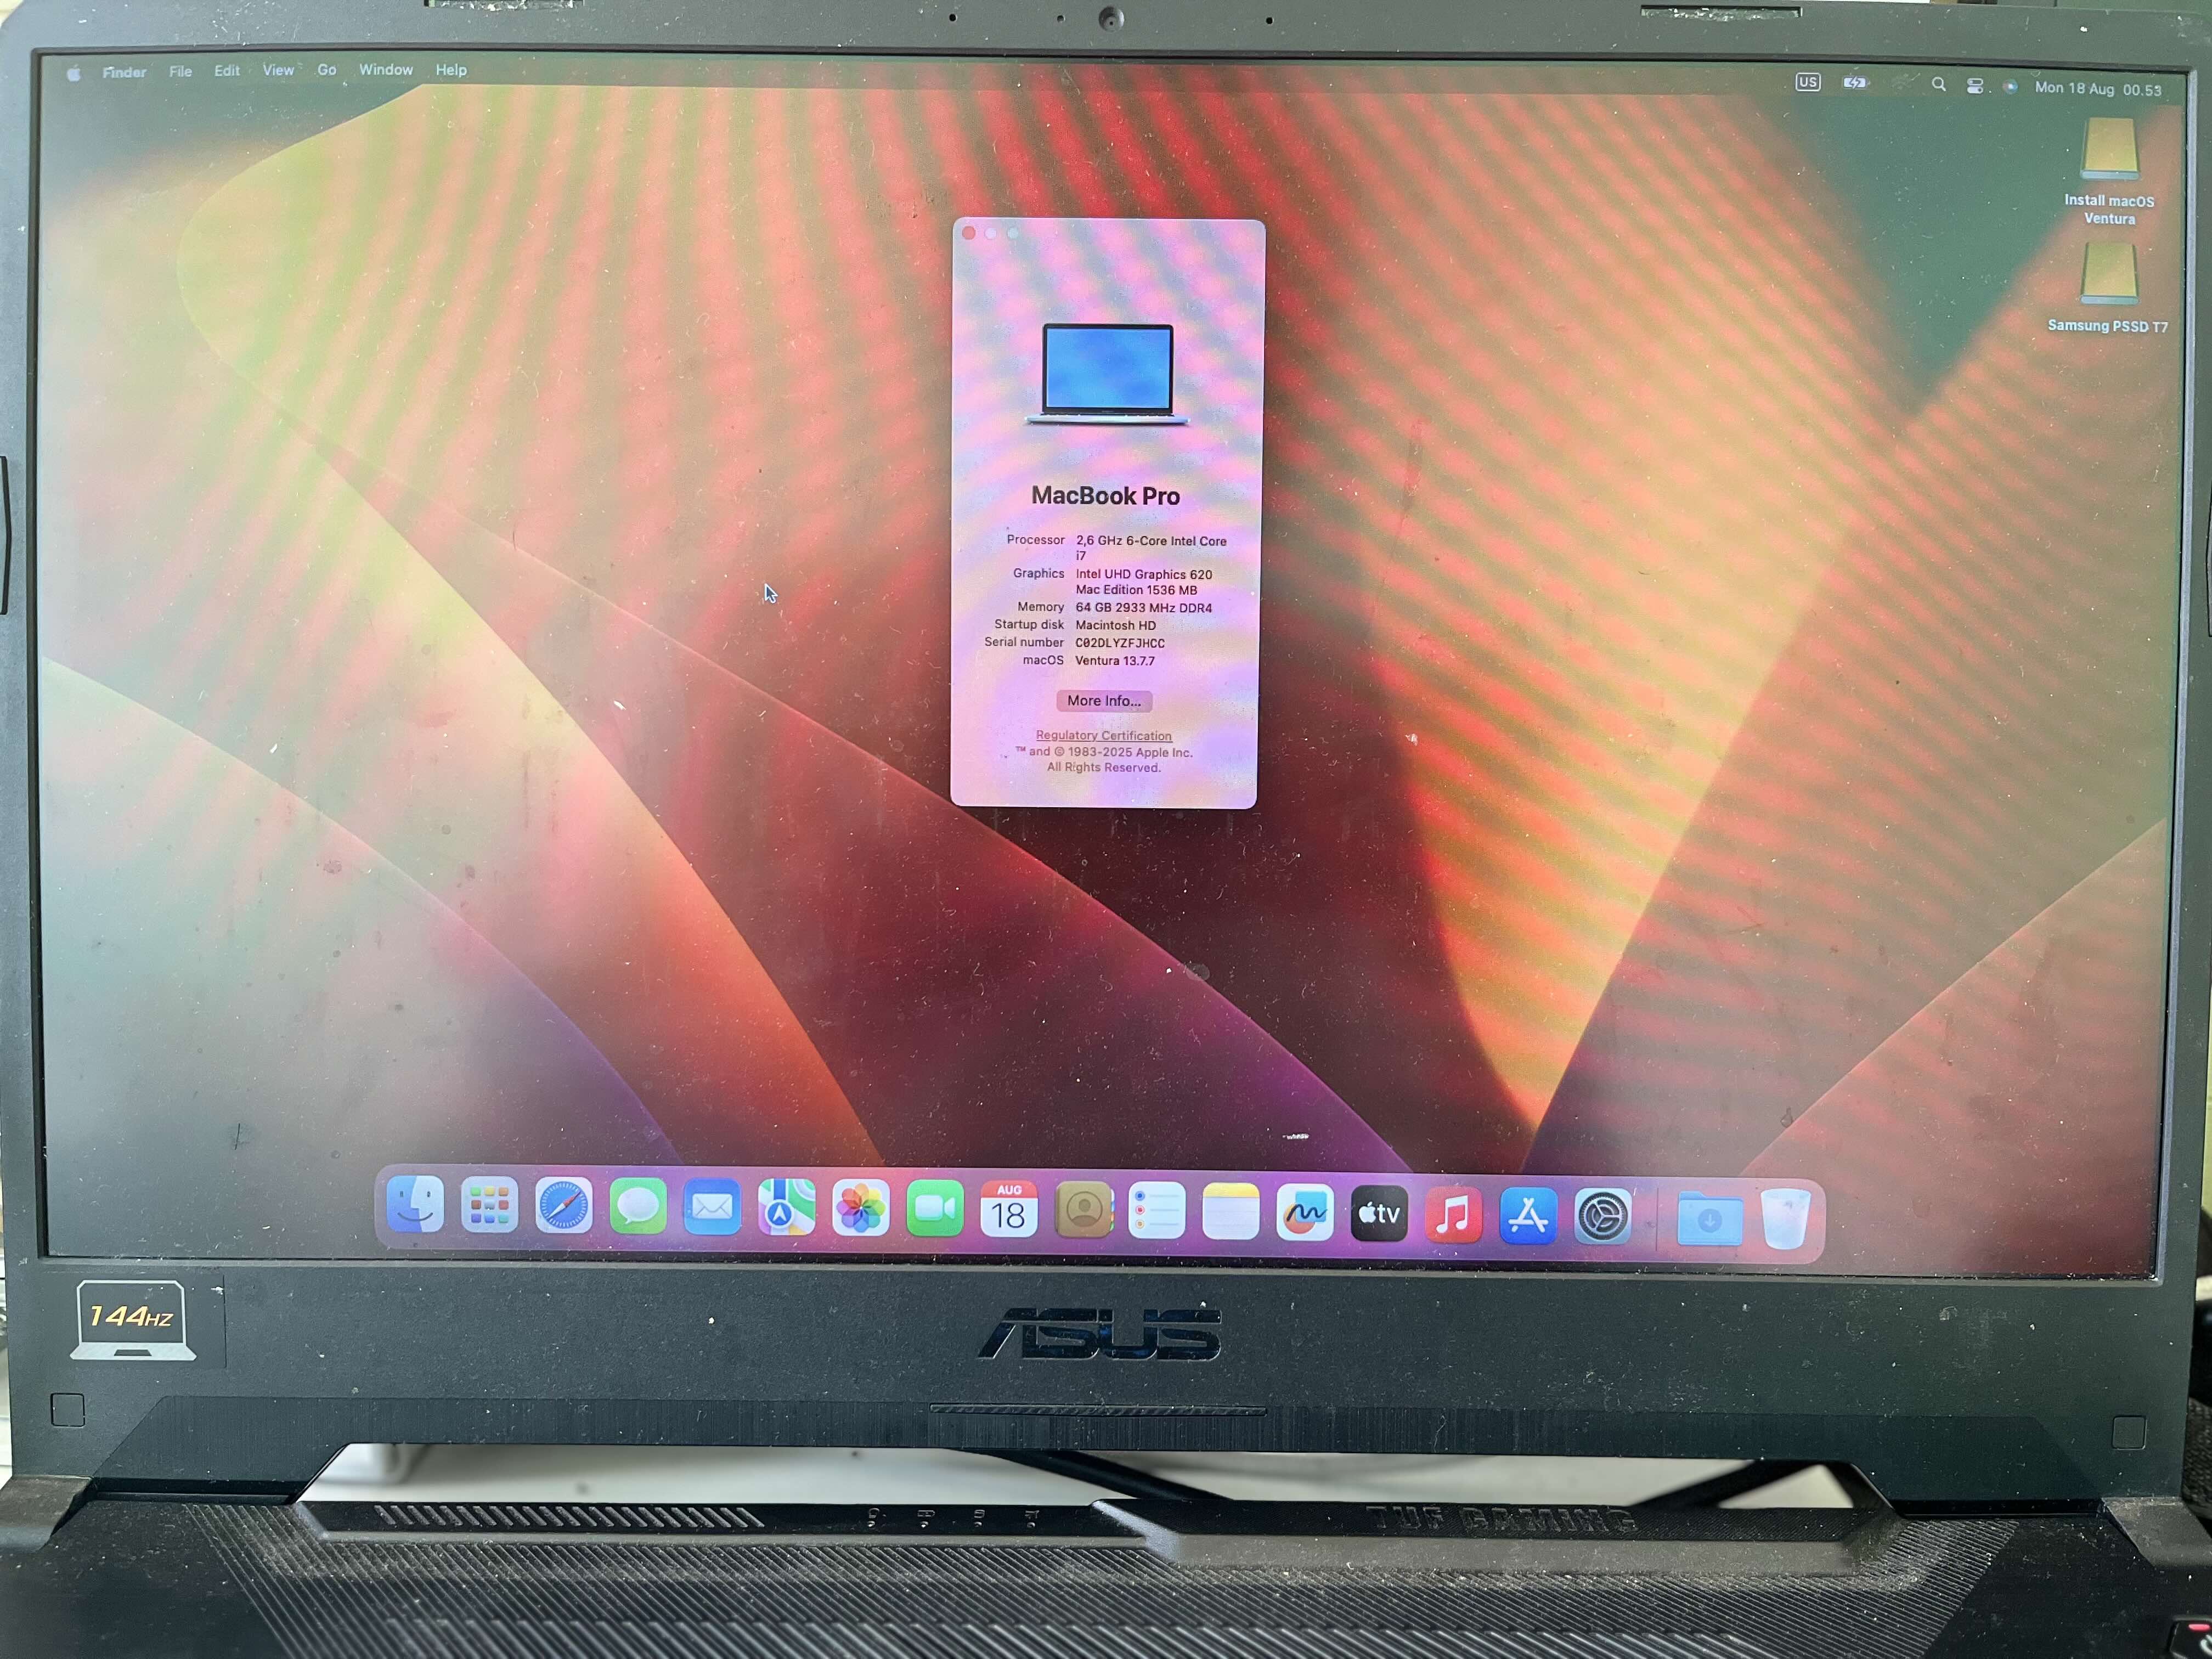 Finder File Edit View Go Window Help
US
Mon 18 Aug 00.53
Install macOS
Ventura
Samsung PSSD T7
MacBook Pro
Processor 2,6 GHz 6-Core Intel Core
i7
Graphics Intel UHD Graphics 620
Mac Edition 1536 MB
Memory 64 GB 2933 MHz DDR4
Startup disk Macintosh HD
Serial number C02DLYZFJHCC
macOS Ventura 13.7.7
More Info...
Regulatory Certification
™ and © 1983-2025 Apple Inc.
All Rights Reserved.
AUG
18
tv
144HZ
ASUS
TUF GAMING